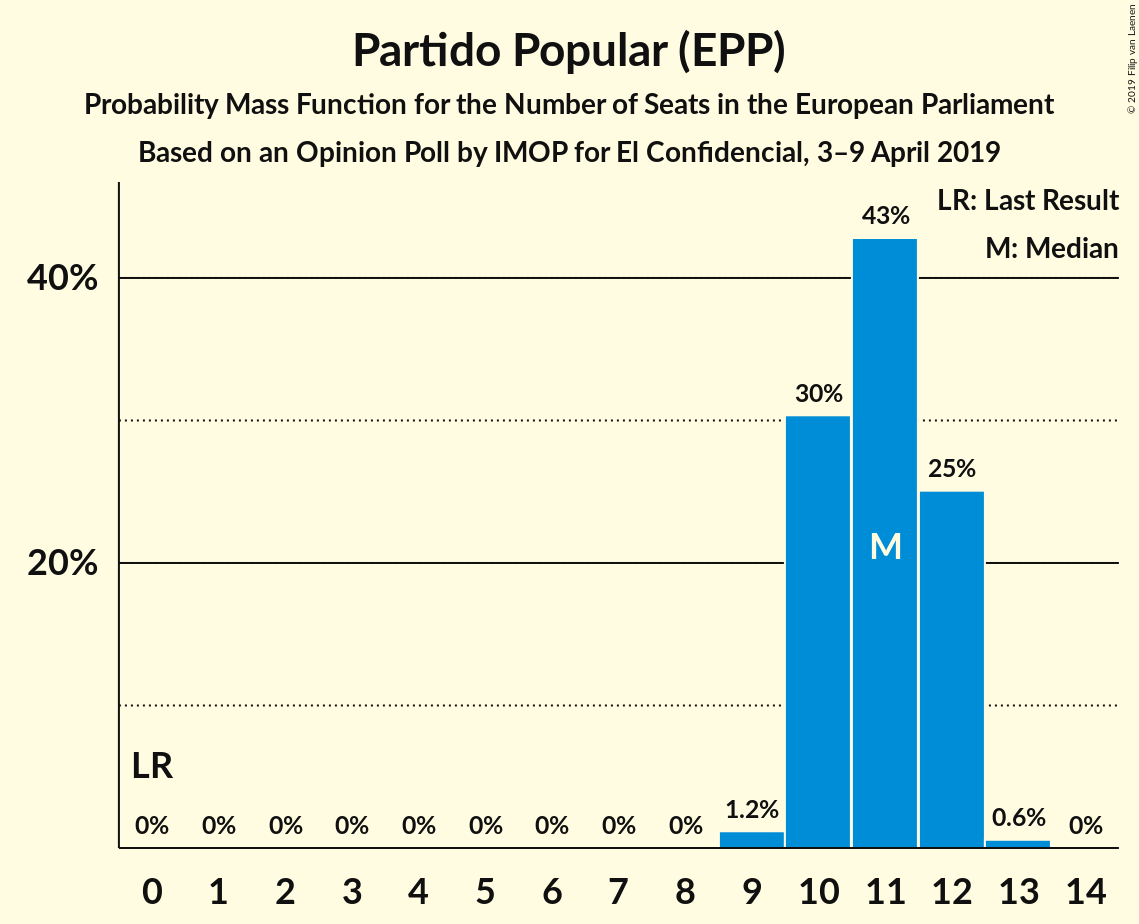 Partido Popular (EPP)
Probability Mass Function for the Number of Seats in the European Parliament
Based on an Opinion Poll by IMOP for El Confidencial, 3–9 April 2019
© 2019 Filip van Laenen
LR: Last Result
M: Median
40%
20%
43%
30%
25%
M
LR
0% 0% 0% 0% 0% 0% 0% 0% 0% 1.2% 0.6% 0%
0 1 2 3 4 5 6 7 8 9 10 11 12 13 14